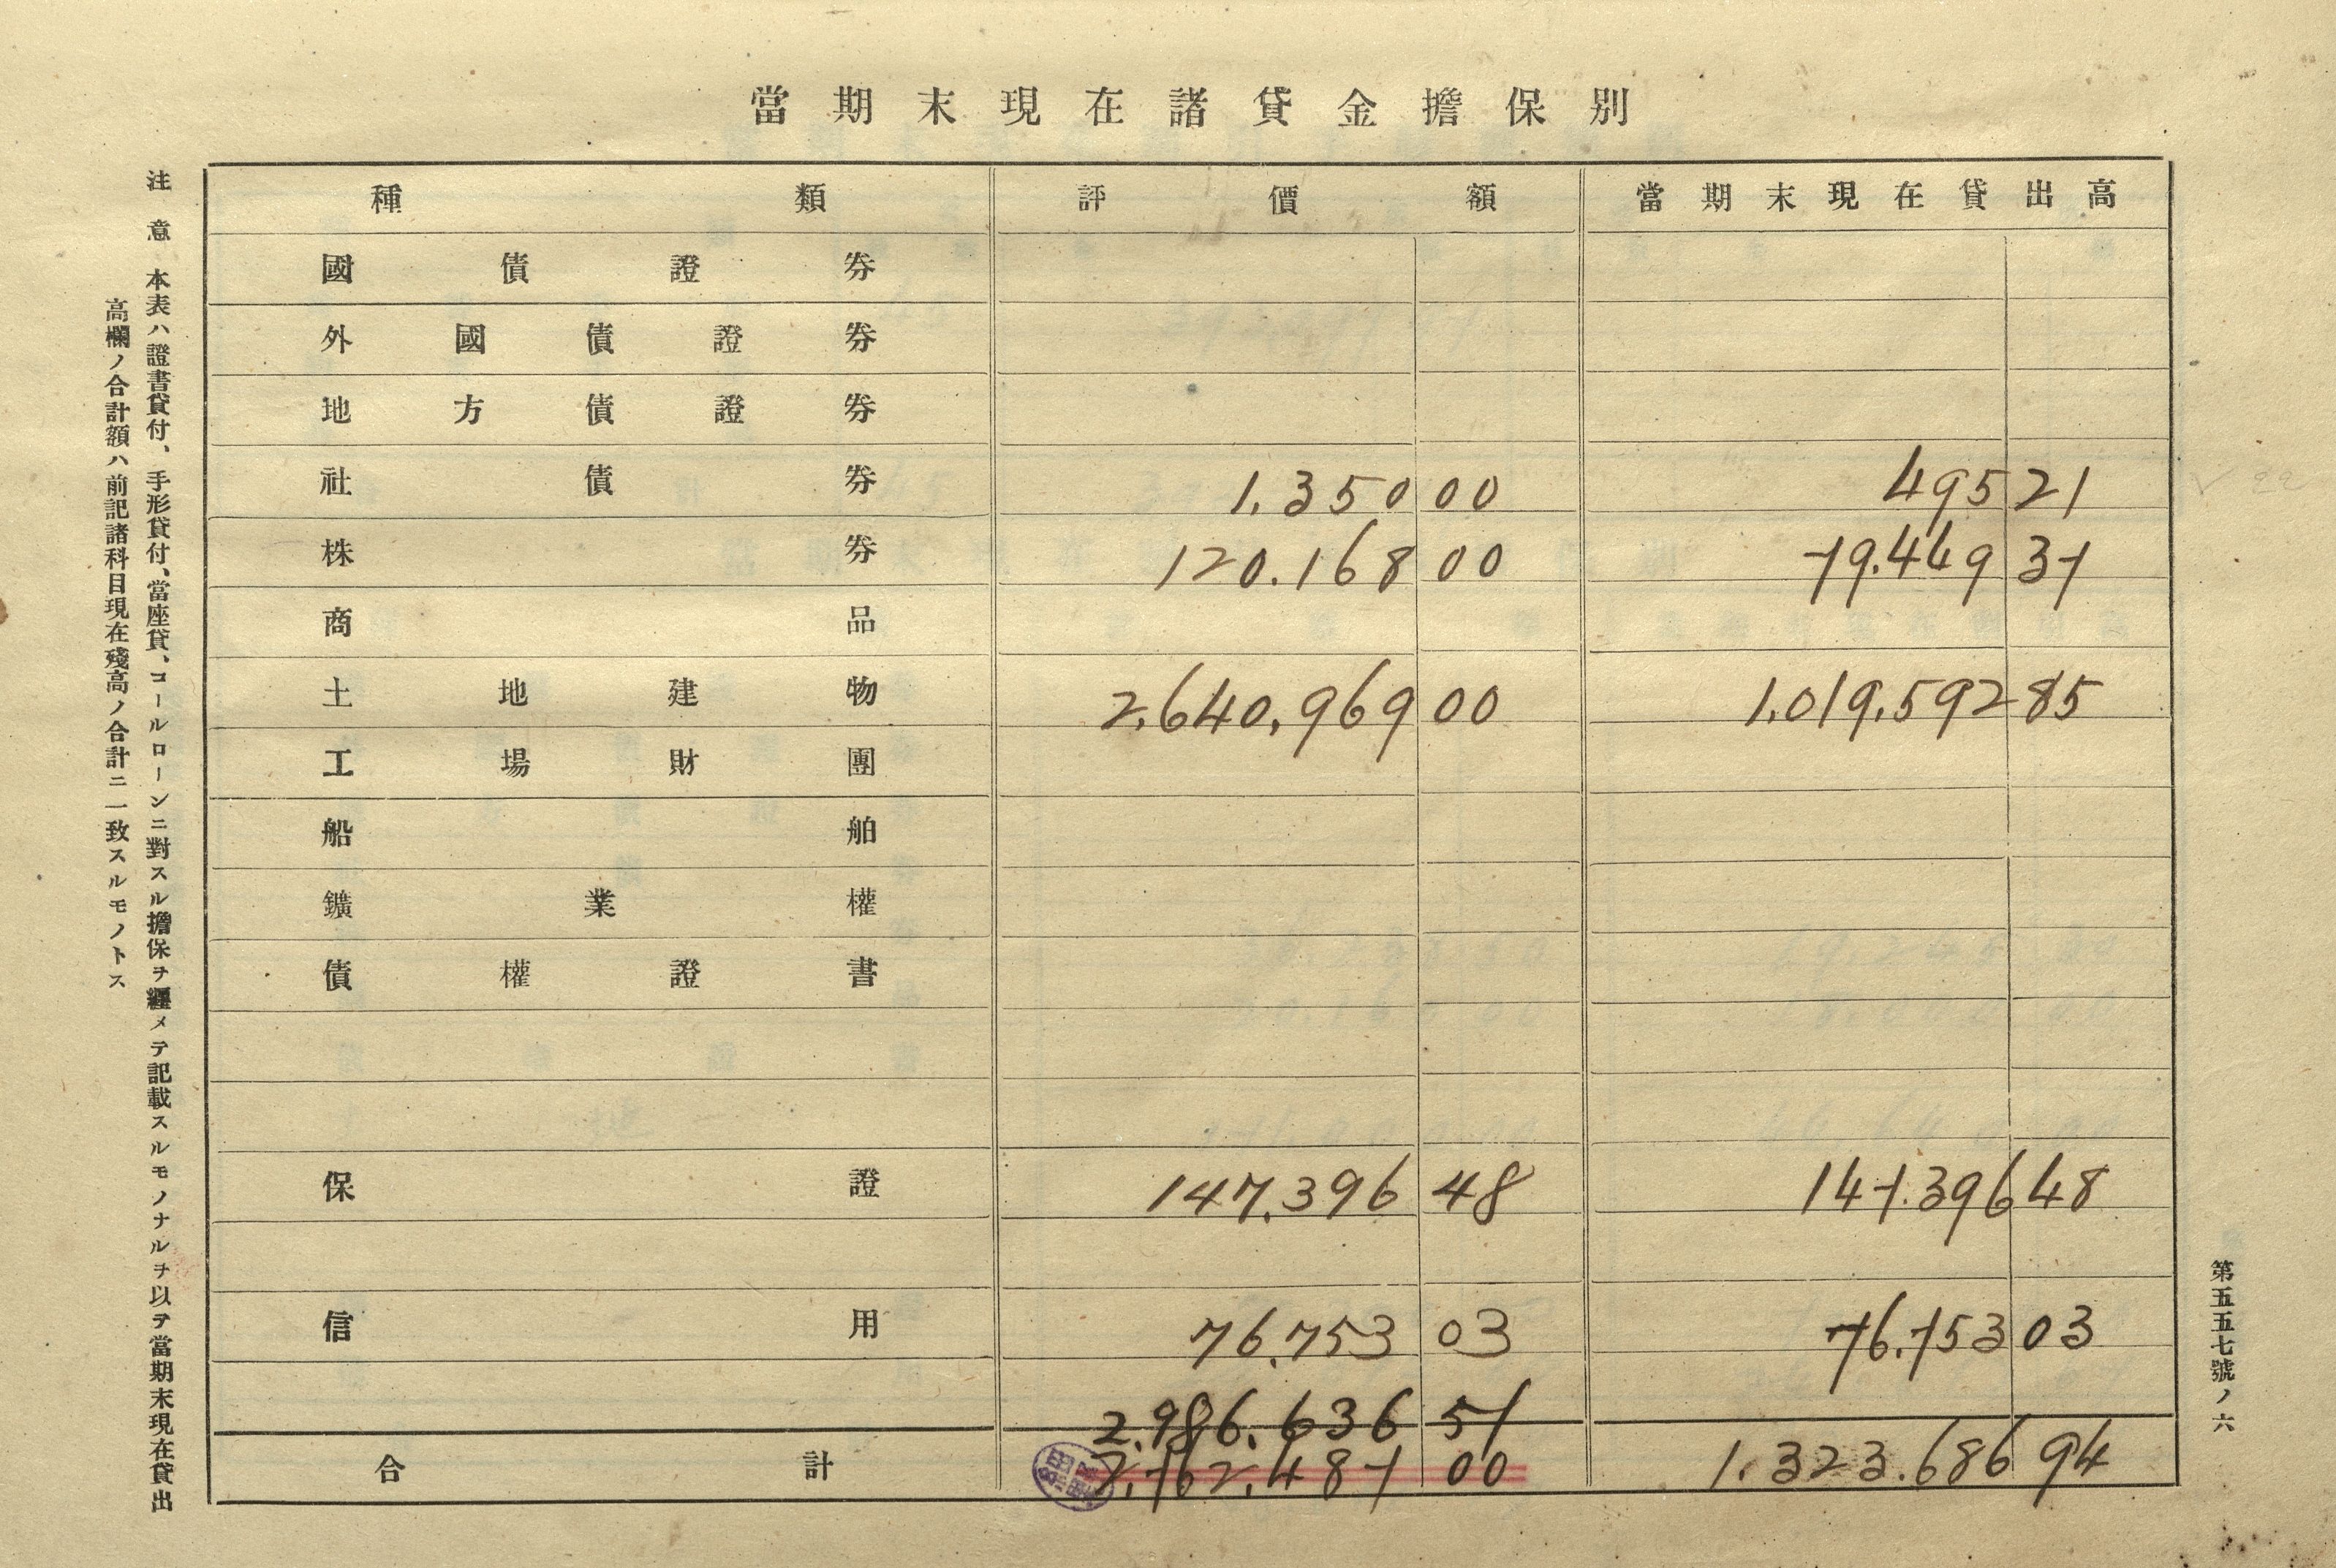 當期末現在諸貸金擔保別
種類 評價額 當期末現在貸出高
國債證券
外國債證券
地方債證券
社債券 1.350 00 495 21
株券 120.168 00 79.449 37
商品
土地建物 2.640.969 00 1.019.592 85
工場財團
船舶
鑛業權
債權證書
保證 147.396 48 147.396 48
信用 76.753 03 76.753 03
2.986.636 51
合計 2.762.487 00 1.323.686 94
注意 本表ハ證書貸付、手形貸付、當座貸、コールローンニ對スル擔保ヲ纒メテ記載スルモノナルヲ以テ當期末現在貸出
高欄ノ合計額ハ前記諸科目現在殘高ノ合計ニ一致スルモノトス
第五五七號ノ六